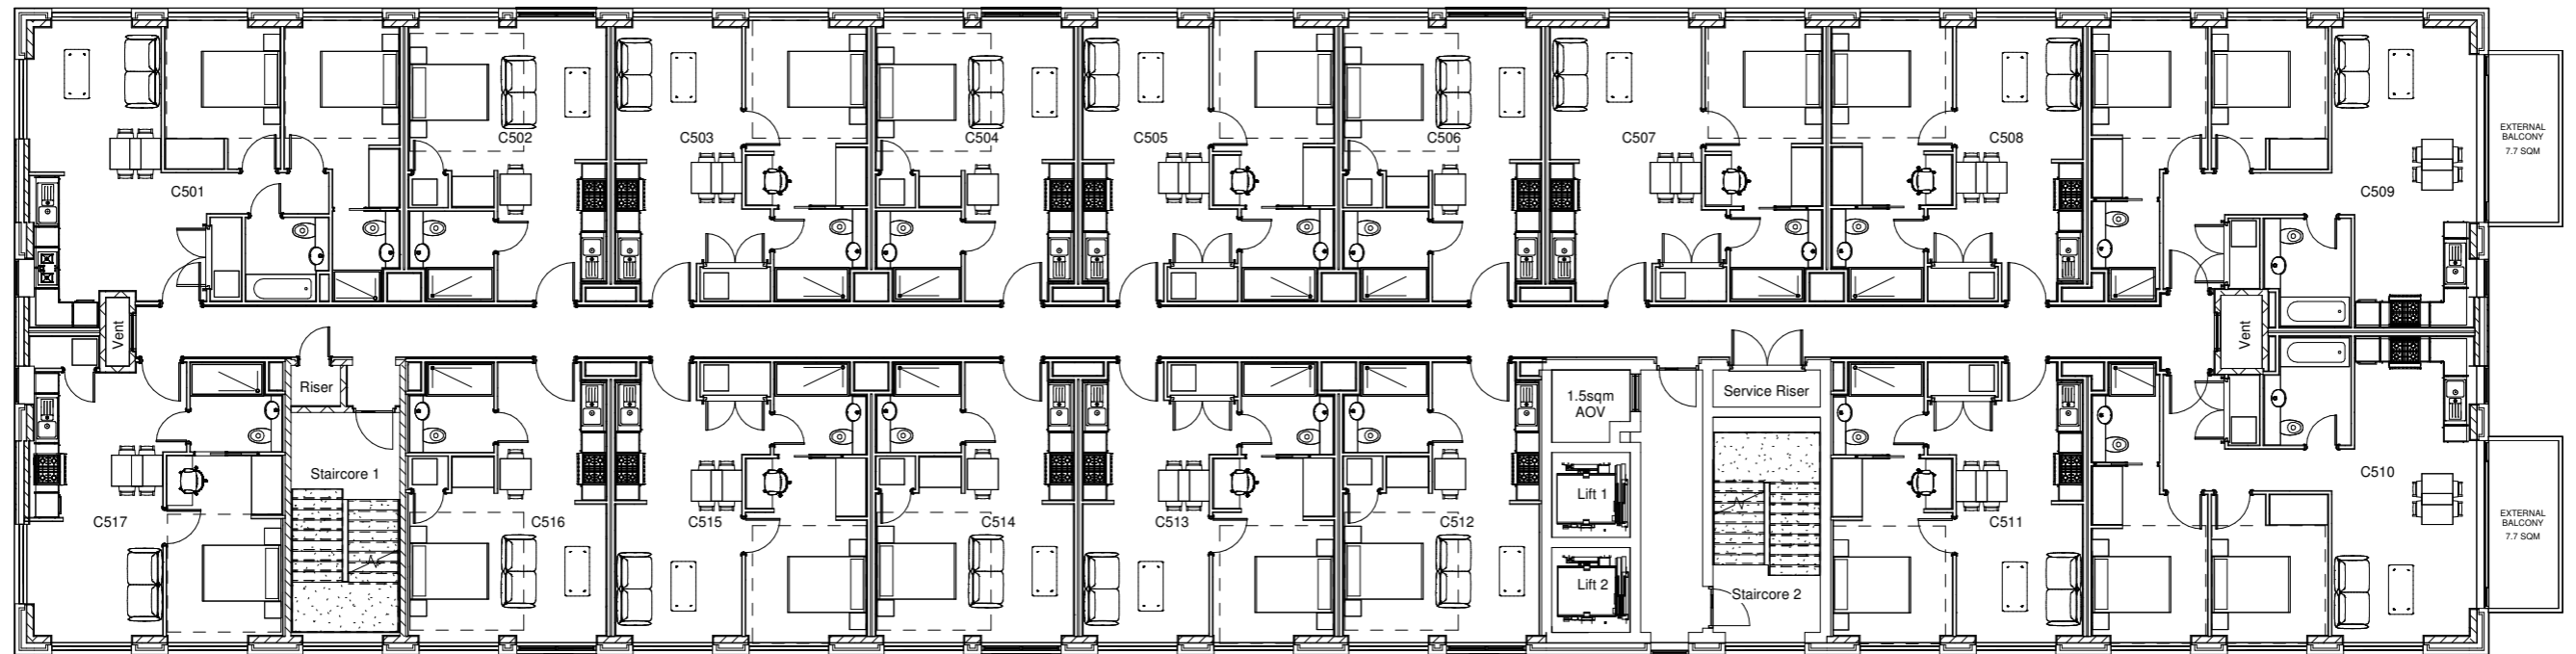 C502
C503
C504
C505
C506
C507
C508
C501
C509
EXTERNAL
BALCONY
7.7 SQM
Vent
Vent
Riser
Service Riser
1.5sqm
AOV
Staircore 1
Lift 1
C510
C517
C516
C515
C514
C513
C512
C511
EXTERNAL
BALCONY
7.7 SQM
Lift 2
Staircore 2